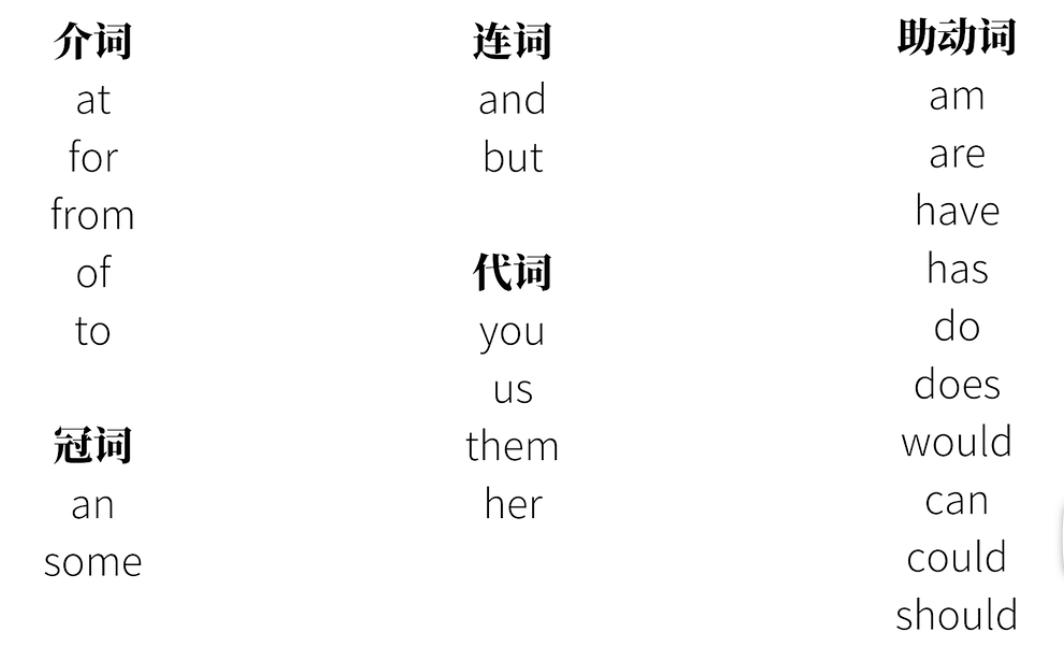 介词
at
for
from
of
to
冠词
an
some
连词
and
but
代词
you
us
them
her
助动词
am
are
have
has
do
does
would
can
could
should